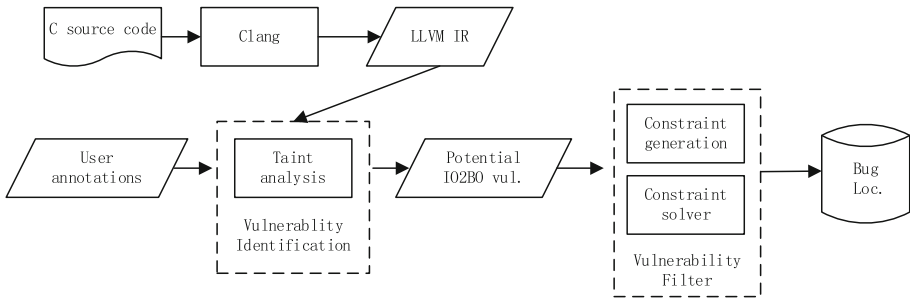 C source code
Clang
LLVM IR
User
annotations
Taint
analysis
Vulnerablity
Identification
Potential
IO2BO vul.
Constraint
generation
Constraint
solver
Vulnerability
Filter
Bug
Loc.